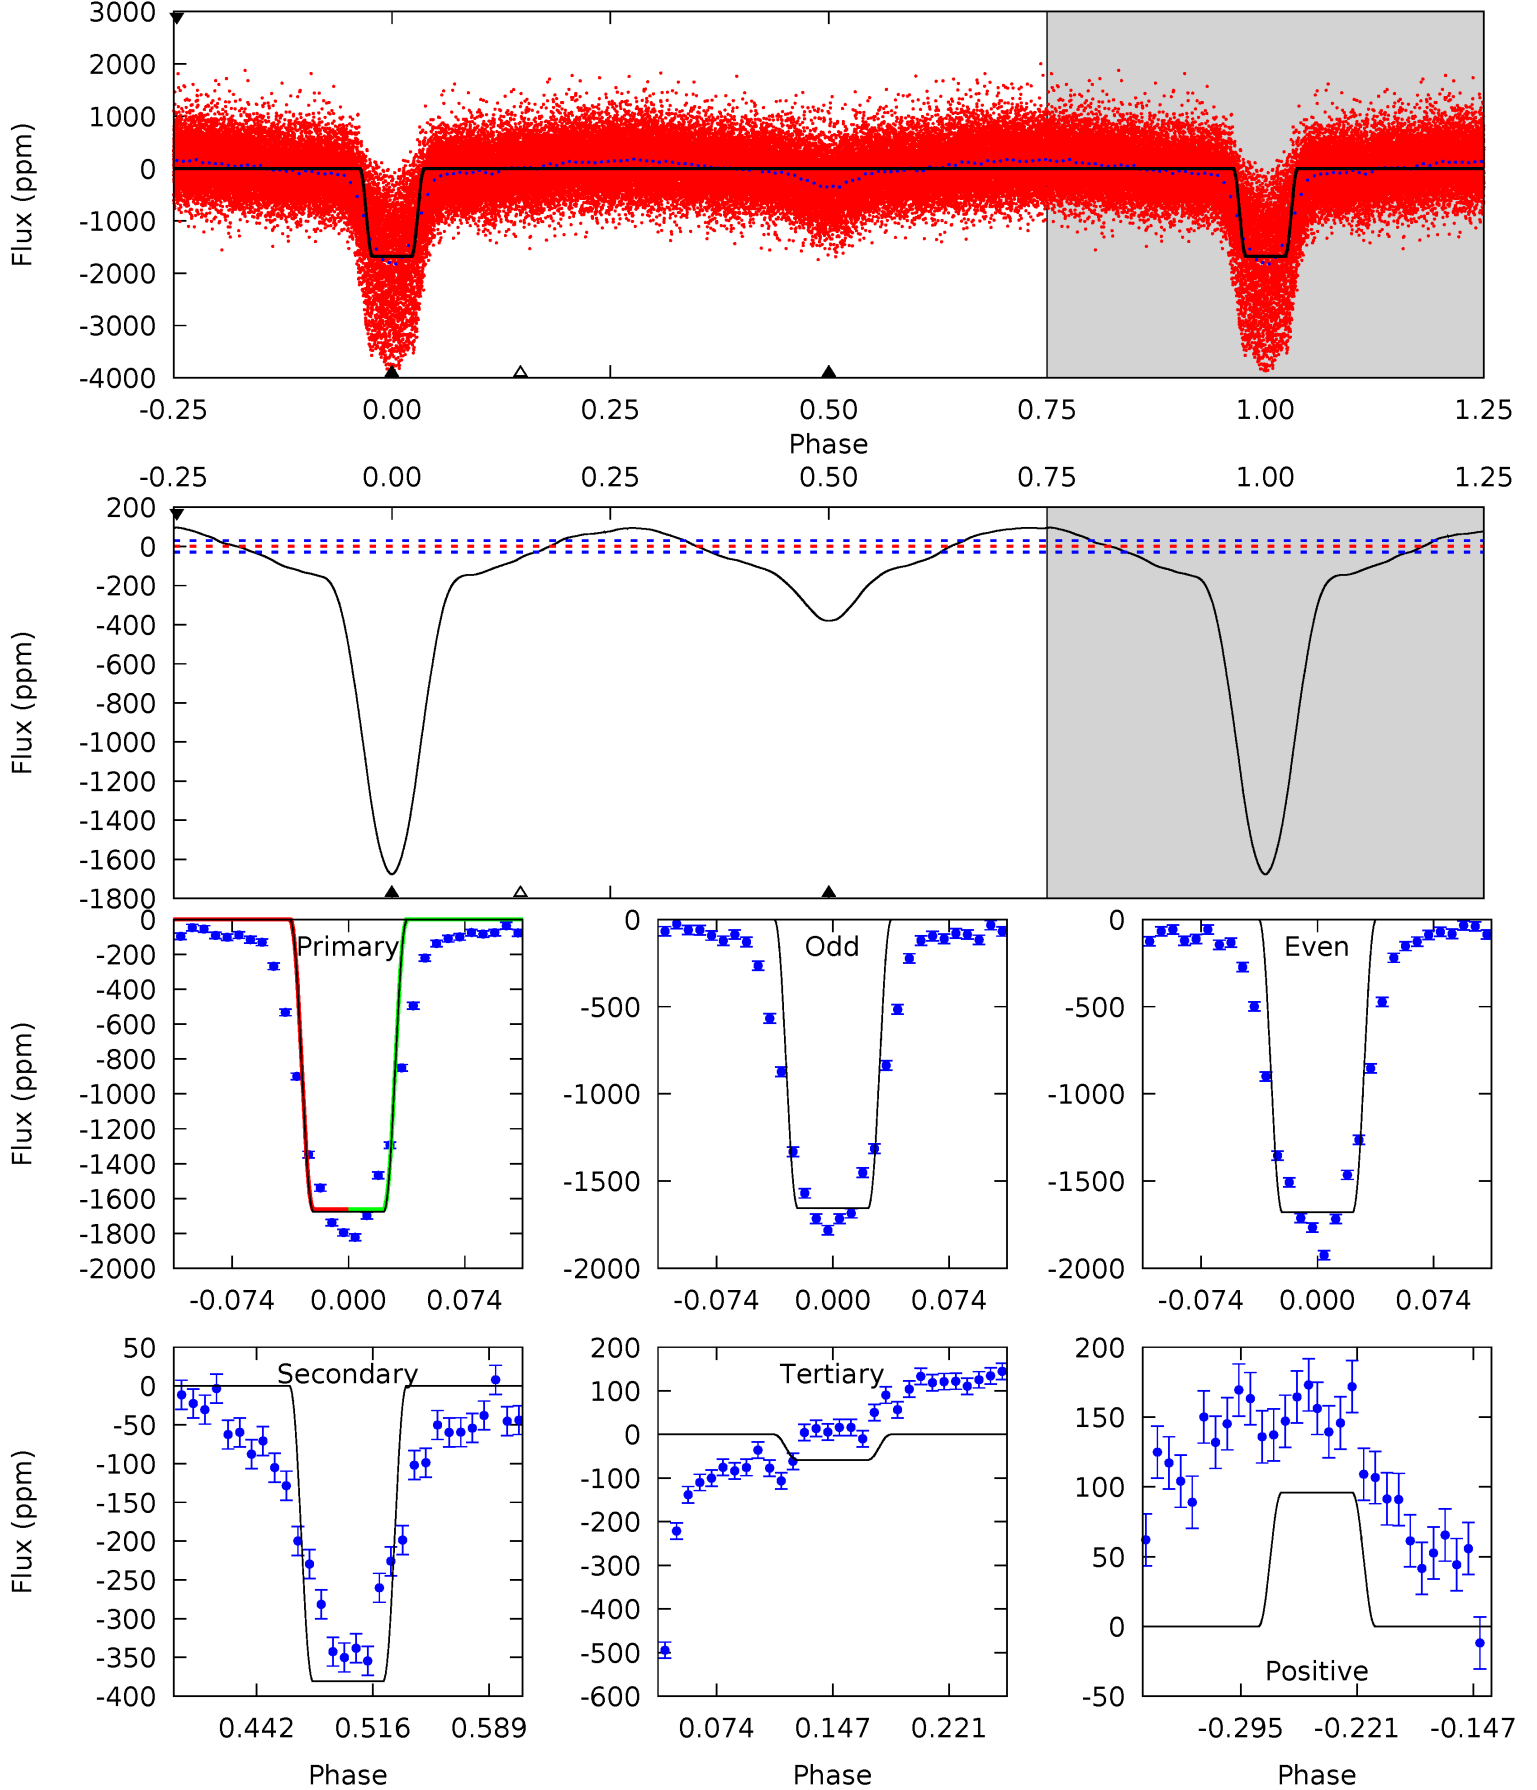 3000
2000
1000
0
-1000
-2000
-3000
-4000
Flux (ppm)
-0.25 0.00 0.25 0.50 0.75 1.00 1.25
Phase
-0.25 0.00 0.25 0.50 0.75 1.00 1.25
200
0
-200
-400
-600
-800
-1000
-1200
-1400
-1600
-1800
Flux (ppm)
Primary
0
-200
-400
-600
-800
-1000
-1200
-1400
-1600
-1800
-2000
Flux (ppm)
-0.074 0.000 0.074
Odd
0
-500
-1000
-1500
-2000
-0.074 0.000 0.074
Even
0
-500
-1000
-1500
-2000
-0.074 0.000 0.074
Secondary
50
0
-50
-100
-150
-200
-250
-300
-350
-400
Flux (ppm)
0.442 0.516 0.589
Phase
Tertiary
200
100
0
-100
-200
-300
-400
-500
-600
0.074 0.147 0.221
Phase
200
150
100
50
0
-50
Positive
-0.295 -0.221 -0.147
Phase